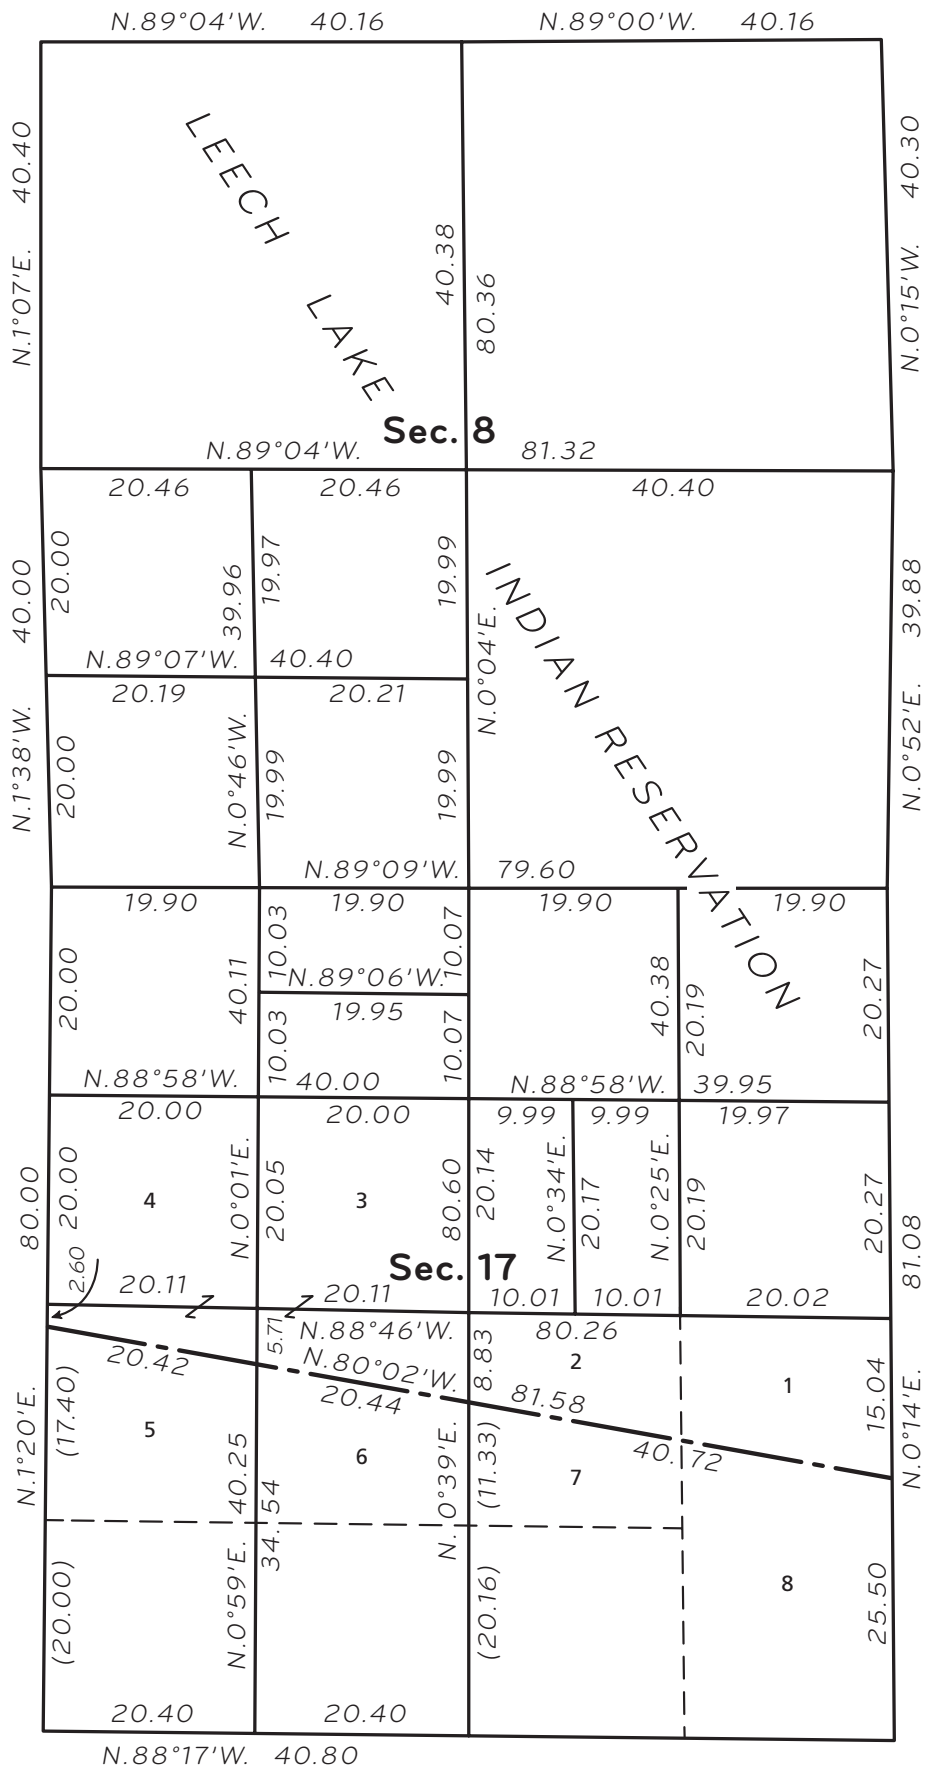 N.89°04'W. 40.16 N.89°00'W. 40.16
40.40
N.1°07'E.
LEECH
LAKE
40.38
80.36
40.30
N.0°15'W.
Sec. 8
N.89°04'W. 81.32
20.46 20.46 40.40
40.00
N.1°38'W.
20.00
39.96
19.97
19.99
N.0°04'E.
INDIAN RESERVATION
39.88
N.0°52'E.
N.89°07'W. 40.40
20.19 20.21
20.00
N.0°46'W.
19.99
19.99
N.89°09'W. 79.60
19.90 19.90 19.90 19.90
20.00
40.11
10.03
10.07
N.89°06'W.
19.95
10.03
10.07
40.38
20.19
20.27
N.88°58'W. 40.00 N.88°58'W. 39.95
20.00 20.00 9.99 9.99 19.97
80.00
20.00
4
N.0°01'E.
20.05
3
80.60
20.14
N.0°34'E.
20.17
N.0°25'E.
20.19
20.27
81.08
Sec. 17
2.60
20.11 20.11 10.01 10.01 20.02
5.71
N.88°46'W. 80.26
20.42
N.80°02'W.
8.83
2
1
15.04
20.44 81.58
40.72
N.1°20'E.
(17.40)
5
40.25
6
N.0°39'E.
(11.33)
7
N.0°14'E.
34.54
(20.00)
N.0°59'E.
(20.16)
8
25.50
20.40 20.40
N.88°17'W. 40.80